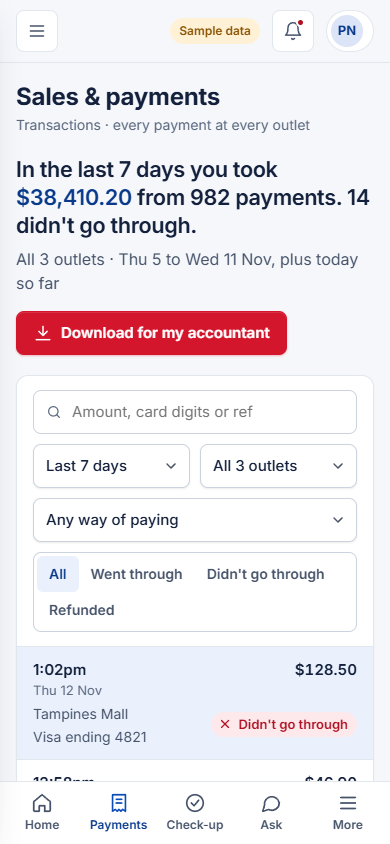 Sample data
PN
Sales & payments
Transactions · every payment at every outlet
In the last 7 days you took
$38,410.20 from 982 payments. 14
didn't go through.
All 3 outlets · Thu 5 to Wed 11 Nov, plus today
so far
Download for my accountant
Amount, card digits or ref
Last 7 days
All 3 outlets
Any way of paying
All
Went through
Didn't go through
Refunded
1:02pm
$128.50
Thu 12 Nov
Tampines Mall
Visa ending 4821
Didn't go through
Home
Payments
Check-up
Ask
More